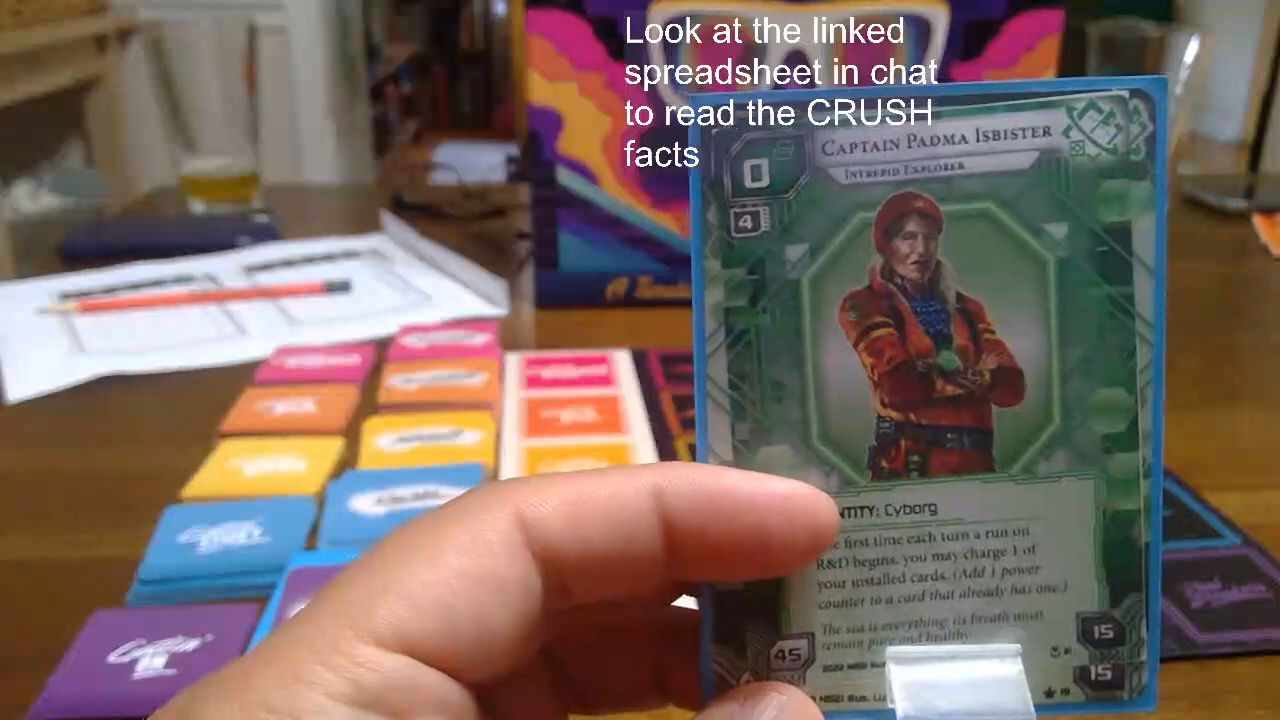 Look at the linked
spreadsheet in chat
to read the CRUSH
facts
CAPTAIN PADMA ISBISTER
INTREPID EXPLORER
0
4
NTITY: Cyborg
first time each turn a run on
R&D begins, you may charge 1 of
your installed cards. (Add 1 power
counter to a card that already has one.)
The sea is everything; its breath must
remain pure and healthy.
45
15
15